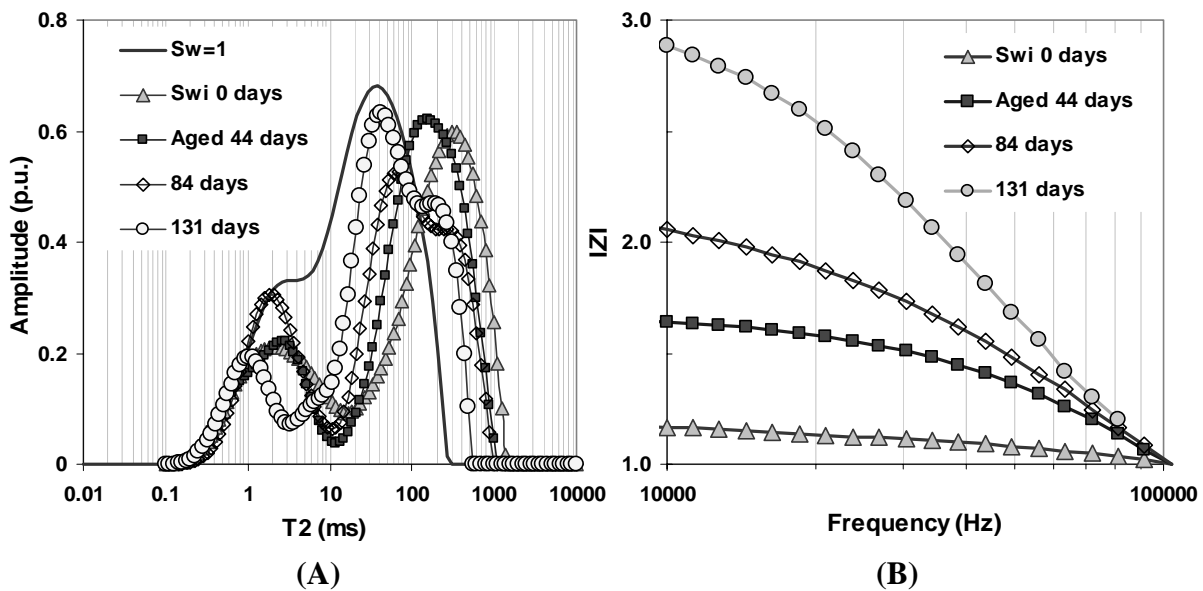 0.8
0.6
0.4
0.2
0
Amplitude (p.u.)
Sw=1
Swi 0 days
Aged 44 days
84 days
131 days
0.01 0.1 1 10 100 1000 10000
T2 (ms)
(A)
3.0
2.0
1.0
IZI
Swi 0 days
Aged 44 days
84 days
131 days
10000 100000
Frequency (Hz)
(B)